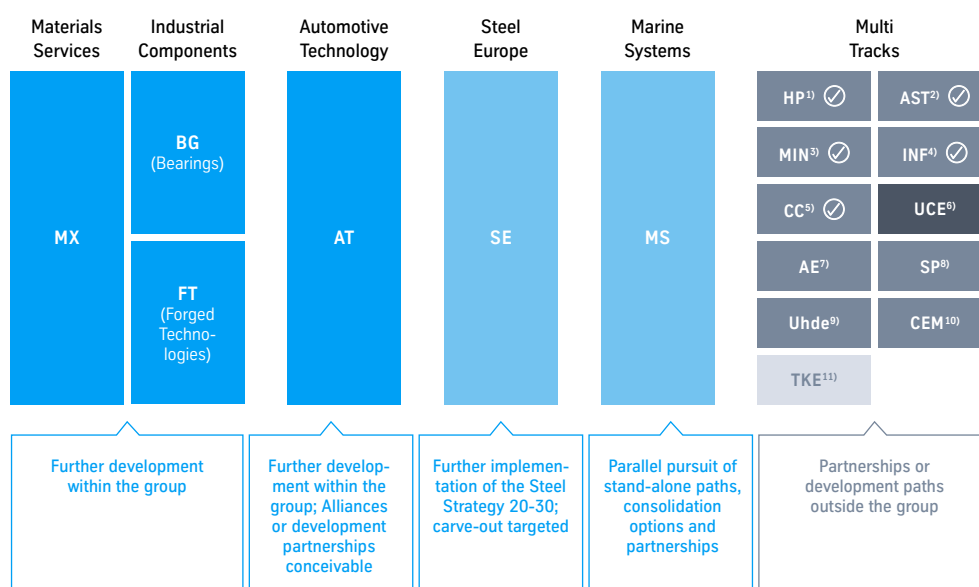 Materials
Services
Industrial
Components
Automotive
Technology
Steel
Europe
Marine
Systems
Multi
Tracks
MX
BG
(Bearings)
FT
(Forged
Techno-
logies)
AT
SE
MS
HP¹⁾
AST²⁾
MIN³⁾
INF⁴⁾
CC⁵⁾
UCE⁶⁾
AE⁷⁾
SP⁸⁾
Uhde⁹⁾
CEM¹⁰⁾
TKE¹¹⁾
Further development
within the group
Further develop-
ment within the
group; Alliances
or development
partnerships
conceivable
Further implemen-
tation of the Steel
Strategy 20-30;
carve-out targeted
Parallel pursuit of
stand-alone paths,
consolidation
options and
partnerships
Partnerships or
development paths
outside the group